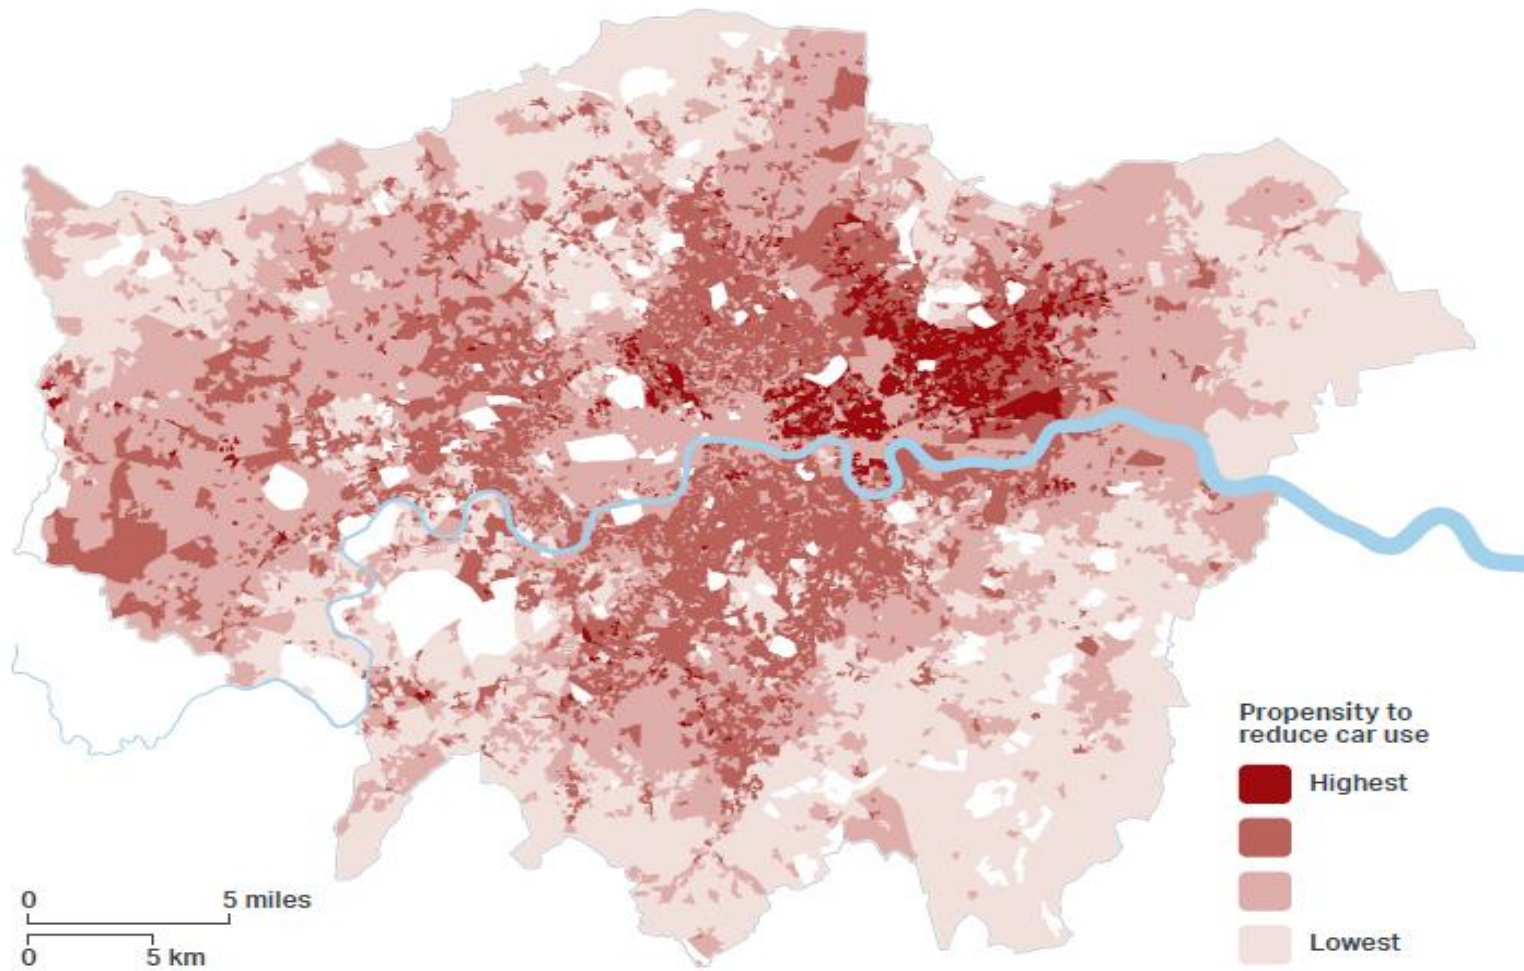 Propensity to
reduce car use
Highest
Lowest
0 5 miles
0 5 km